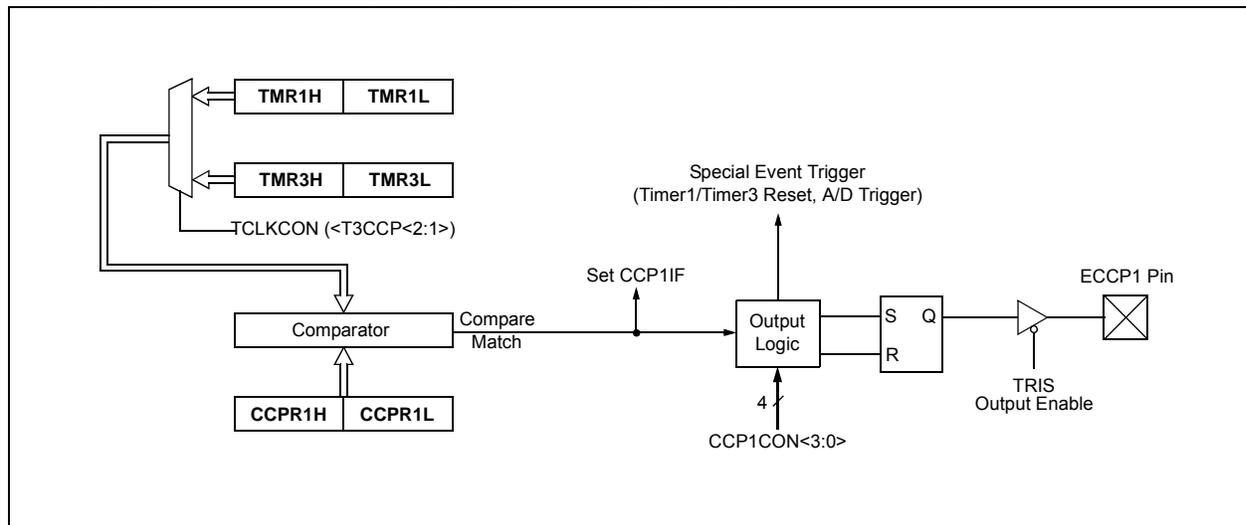 TMR1H TMR1L
TMR3H TMR3L
TCLKCON (<T3CCP<2:1>)
Special Event Trigger
(Timer1/Timer3 Reset, A/D Trigger)
Set CCP1IF
ECCP1 Pin
Comparator
Compare
Match
Output
Logic
S Q
R
TRIS
Output Enable
CCPR1H CCPR1L
4
CCP1CON<3:0>